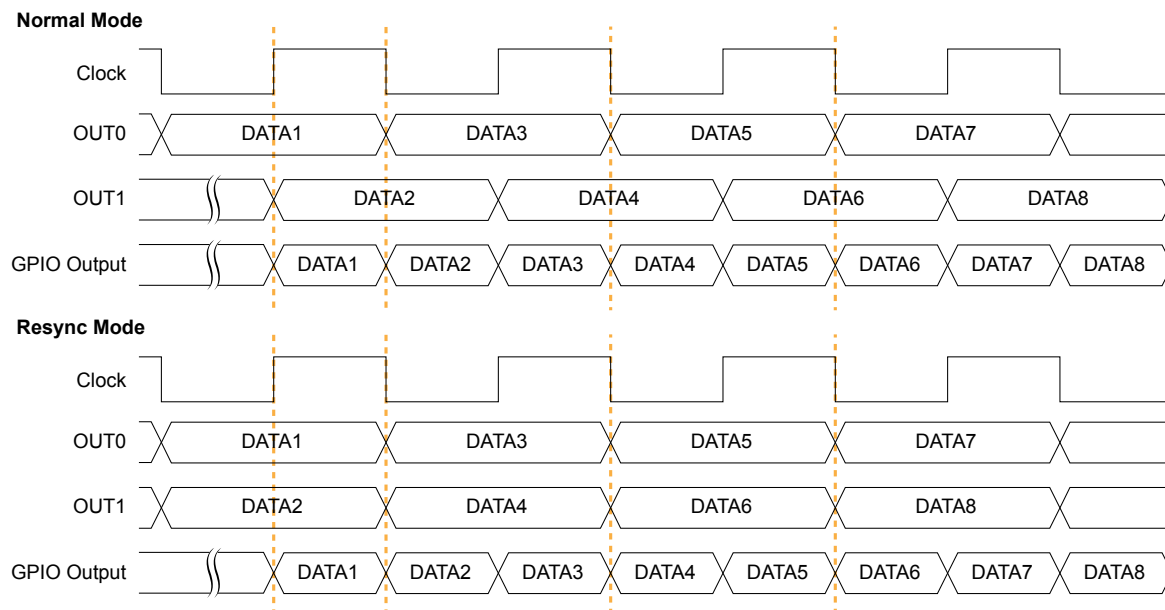 Normal Mode
Clock
OUT0 DATA1 DATA3 DATA5 DATA7
OUT1 DATA2 DATA4 DATA6 DATA8
GPIO Output DATA1 DATA2 DATA3 DATA4 DATA5 DATA6 DATA7 DATA8
Resync Mode
Clock
OUT0 DATA1 DATA3 DATA5 DATA7
OUT1 DATA2 DATA4 DATA6 DATA8
GPIO Output DATA1 DATA2 DATA3 DATA4 DATA5 DATA6 DATA7 DATA8